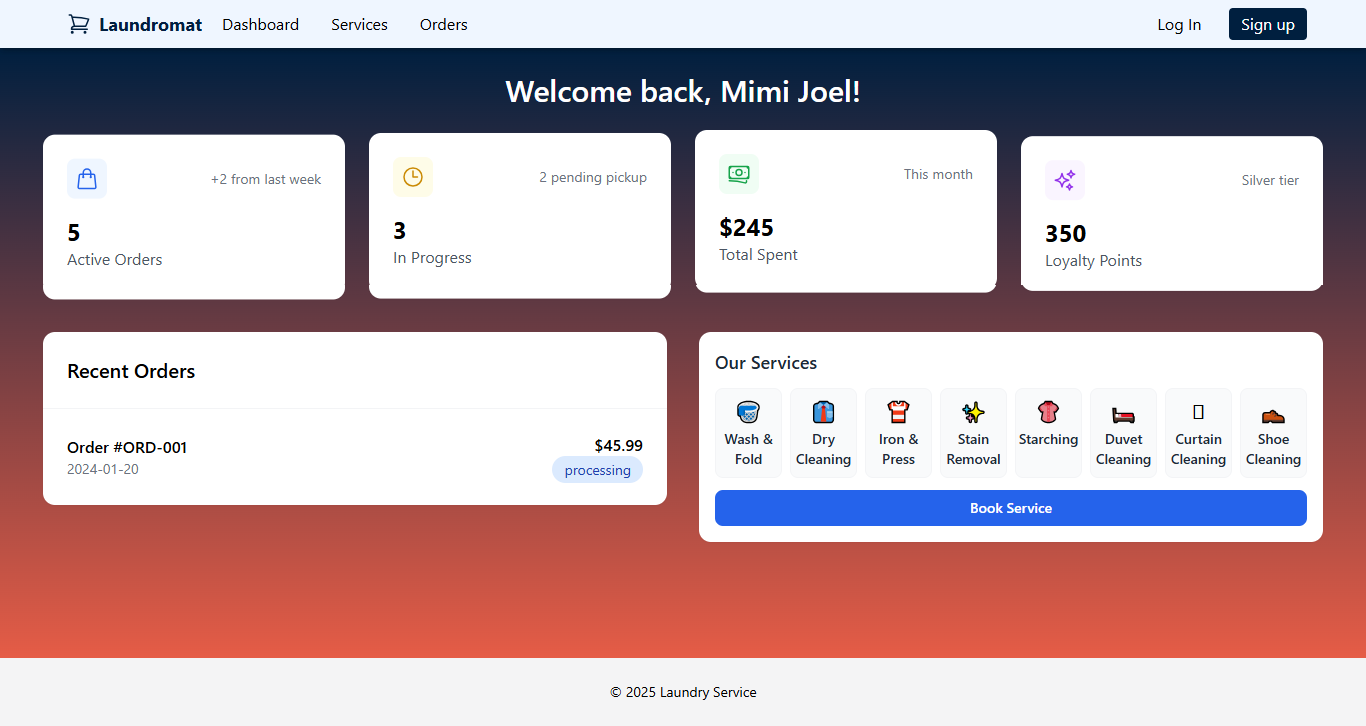 Laundromat Dashboard Services Orders Log In Sign up
Welcome back, Mimi Joel!
+2 from last week
5
Active Orders
2 pending pickup
3
In Progress
This month
$245
Total Spent
Silver tier
350
Loyalty Points
Recent Orders
Order #ORD-001
$45.99
2024-01-20
processing
Our Services
Wash &
Fold
Dry
Cleaning
Iron &
Press
Stain
Removal
Starching
Duvet
Cleaning
Curtain
Cleaning
Shoe
Cleaning
Book Service
© 2025 Laundry Service